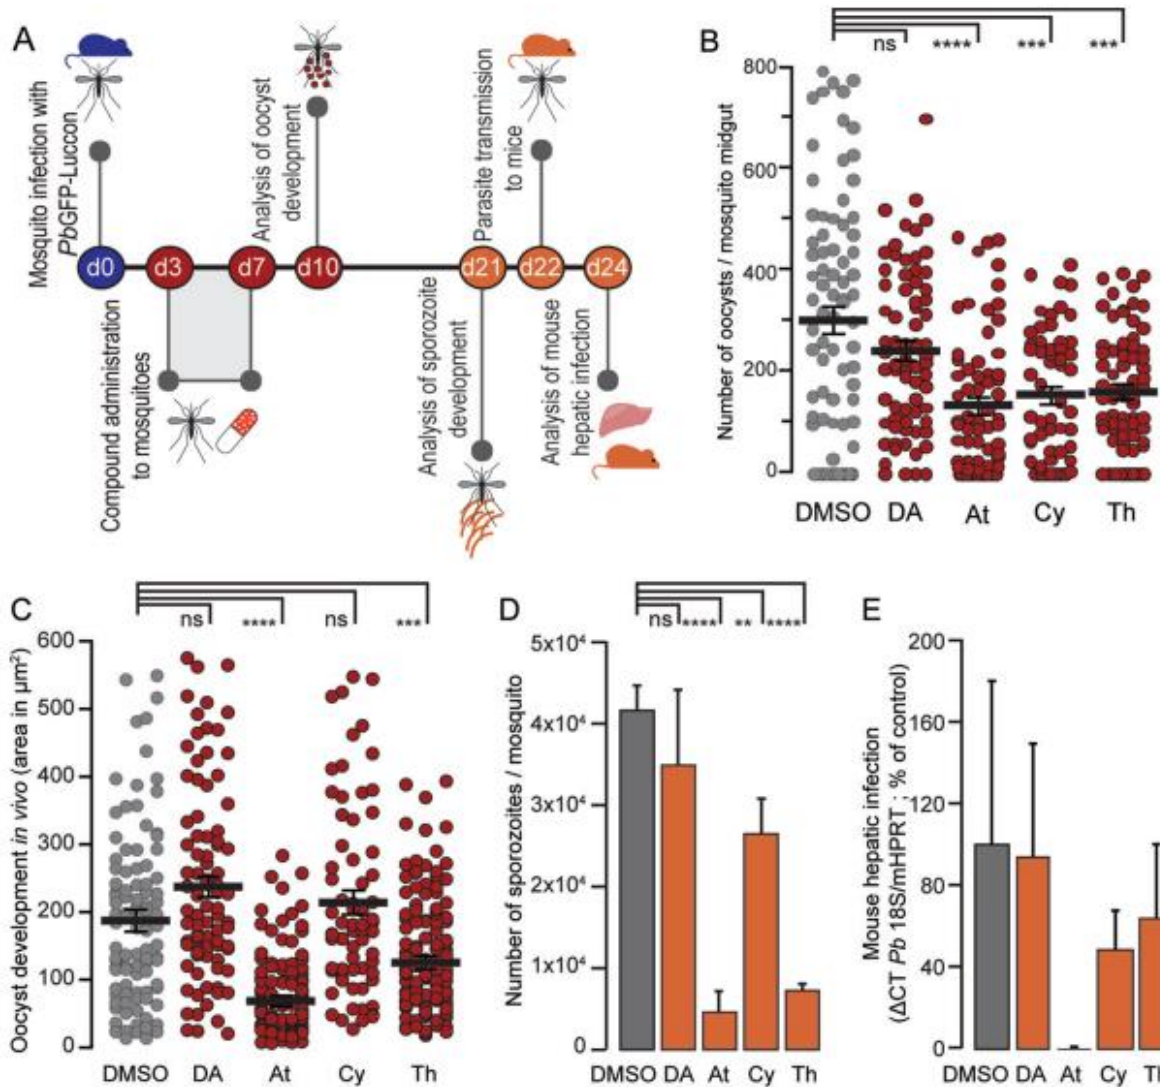 A
Mosquito infection with
PbGFP-Luccon
Analysis of oocyst
development
Parasite transmission
to mice
d0
d3
d7
d10
d21
d22
d24
Compound administration
to mosquitoes
Analysis of sporozoite
development
Analysis of mouse
hepatic infection
B
ns
****
***
***
Number of oocysts / mosquito midgut
800
600
400
200
0
DMSO
DA
At
Cy
Th
C
ns
****
ns
***
Oocyst development in vivo (area in µm²)
600
500
400
300
200
100
0
DMSO
DA
At
Cy
Th
D
ns
****
**
****
Number of sporozoites / mosquito
5x10⁴
4x10⁴
3x10⁴
2x10⁴
1x10⁴
0
DMSO
DA
At
Cy
Th
E
Mouse hepatic infection
(ΔCT Pb 18S/mHPRT ; % of control)
200
160
120
80
40
0
DMSO
DA
At
Cy
Th